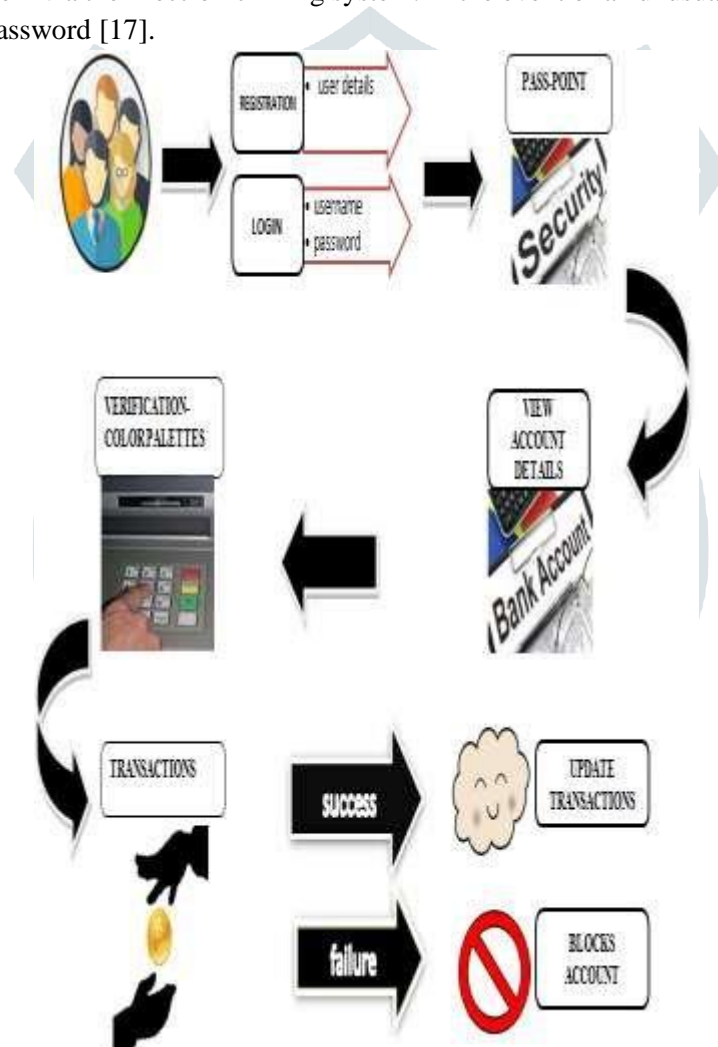 assword [17].
REGISTRATION
• user details
LOGIN
• username
• password
PASS-POINT
Security
VIEW
ACCOUNT
DETAILS
Bank Account
VERIFICATION-
COLORPALETTES
TRANSACTIONS
success
UPDATE
TRANSACTIONS
failure
BLOCKS
ACCOUNT